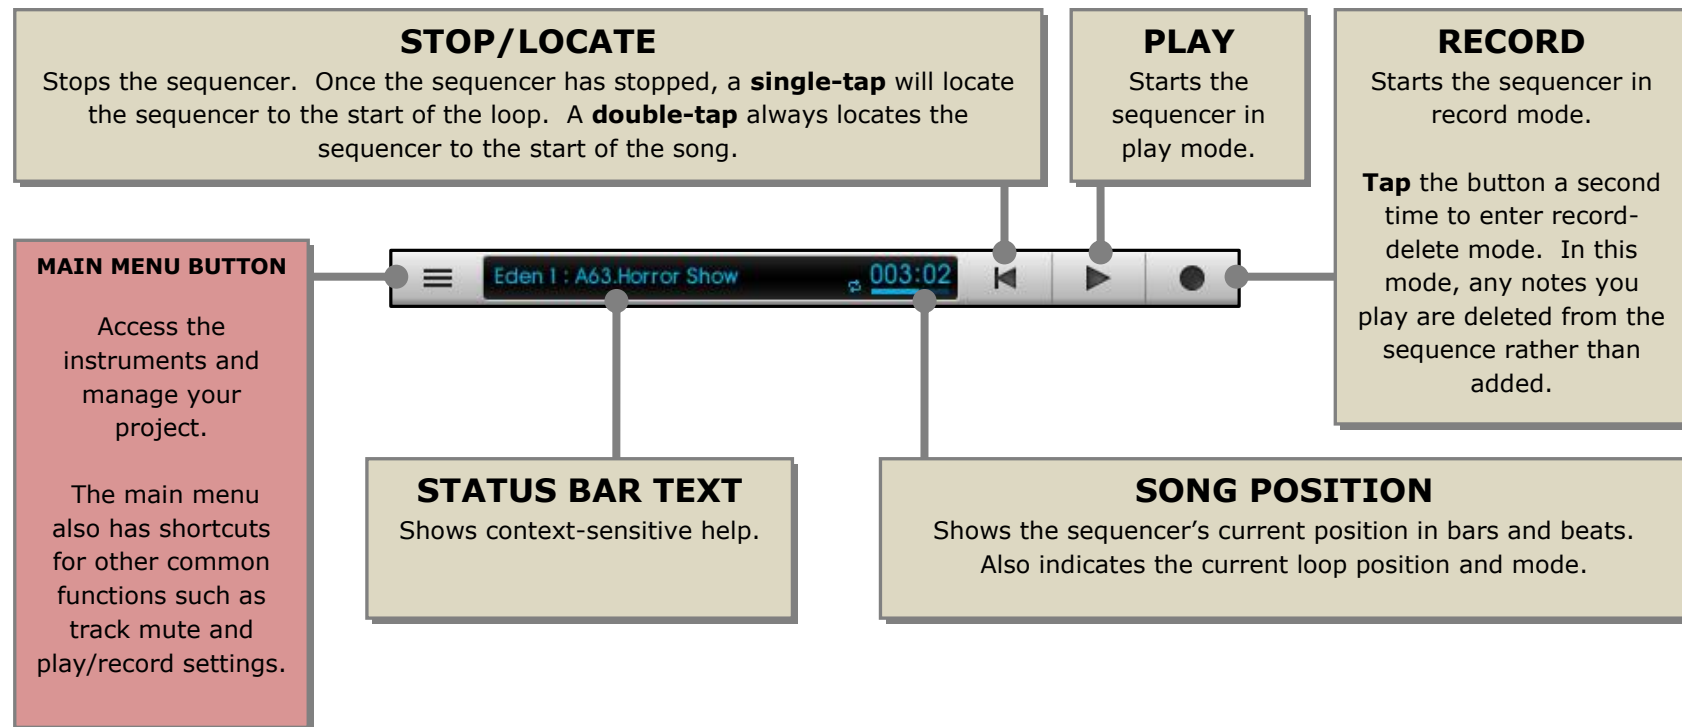 STOP/LOCATE
Stops the sequencer.  Once the sequencer has stopped, a single-tap will locate
the sequencer to the start of the loop.  A double-tap always locates the
sequencer to the start of the song.
PLAY
Starts the
sequencer in
play mode.
RECORD
Starts the sequencer in
record mode.
Tap the button a second
time to enter record-
delete mode.  In this
mode, any notes you
play are deleted from the
sequence rather than
added.
MAIN MENU BUTTON
Access the
instruments and
manage your
project.
The main menu
also has shortcuts
for other common
functions such as
track mute and
play/record settings.
Eden 1 : A63.Horror Show
003:02
STATUS BAR TEXT
Shows context-sensitive help.
SONG POSITION
Shows the sequencer’s current position in bars and beats.
Also indicates the current loop position and mode.